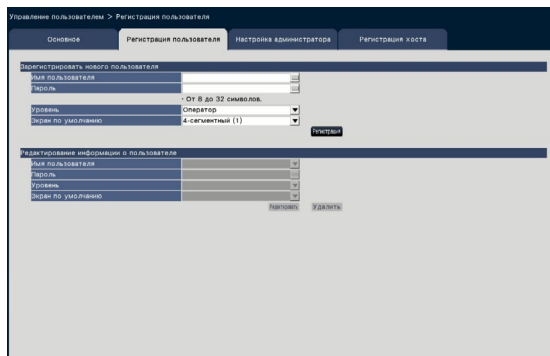 Управление пользователем > Регистрация пользователя
Основное Регистрация пользователя Настройка администратора Регистрация хоста
Зарегистрировать нового пользователя
Имя пользователя
Пароль
• От 8 до 32 символов.
Уровень Оператор
Экран по умолчанию 4-сегментный (1)
Регистрация
Редактирование информации о пользователе
Имя пользователя
Пароль
Уровень
Экран по умолчанию
Редактировать Удалить